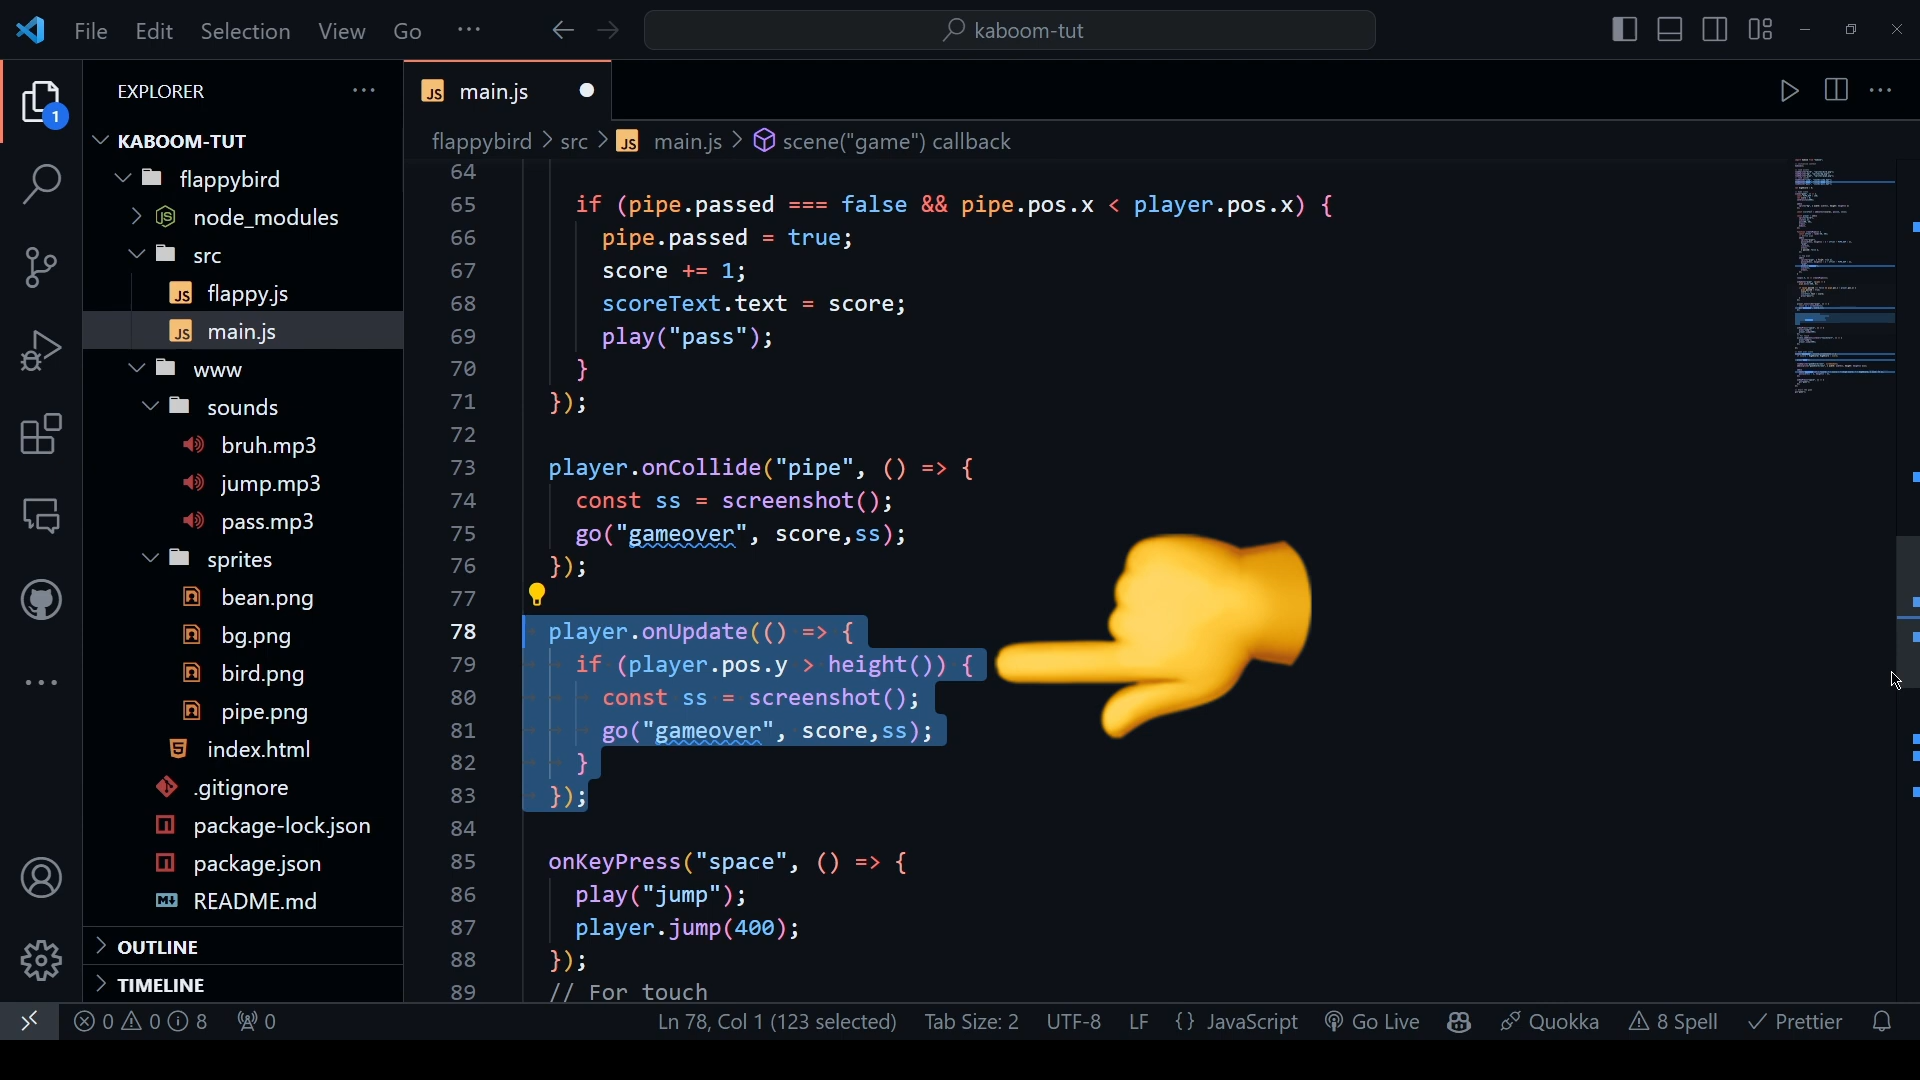 File Edit Selection View Go ···
kaboom-tut
EXPLORER
1
KABOOM-TUT
flappybird
node_modules
src
JS flappy.js
JS main.js
www
sounds
bruh.mp3
jump.mp3
pass.mp3
sprites
bean.png
bg.png
bird.png
pipe.png
index.html
.gitignore
package-lock.json
package.json
README.md
OUTLINE
TIMELINE
JS main.js
flappybird > src > JS main.js > scene("game") callback
64
65 if (pipe.passed === false && pipe.pos.x < player.pos.x) {
66 pipe.passed = true;
67 score += 1;
68 scoreText.text = score;
69 play("pass");
70 }
71 });
72
73 player.onCollide("pipe", () => {
74 const ss = screenshot();
75 go("gameover", score,ss);
76 });
77
78 player.onUpdate(() => {
79 if (player.pos.y > height()) {
80 const ss = screenshot();
81 go("gameover", score,ss);
82 }
83 });
84
85 onKeyPress("space", () => {
86 play("jump");
87 player.jump(400);
88 });
89 // For touch
0 0 8 0 Ln 78, Col 1 (123 selected) Tab Size: 2 UTF-8 LF {} JavaScript Go Live Quokka 8 Spell Prettier